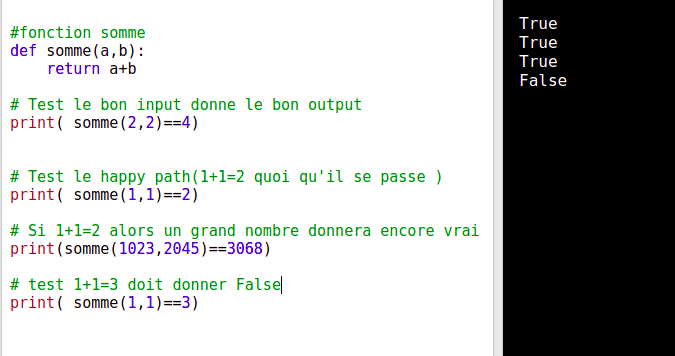 #fonction somme
def somme(a,b):
    return a+b
# Test le bon input donne le bon output
print( somme(2,2)==4)
# Test le happy path(1+1=2 quoi qu'il se passe )
print( somme(1,1)==2)
# Si 1+1=2 alors un grand nombre donnera encore vrai
print(somme(1023,2045)==3068)
# test 1+1=3 doit donner False
print( somme(1,1)==3)
True
True
True
False